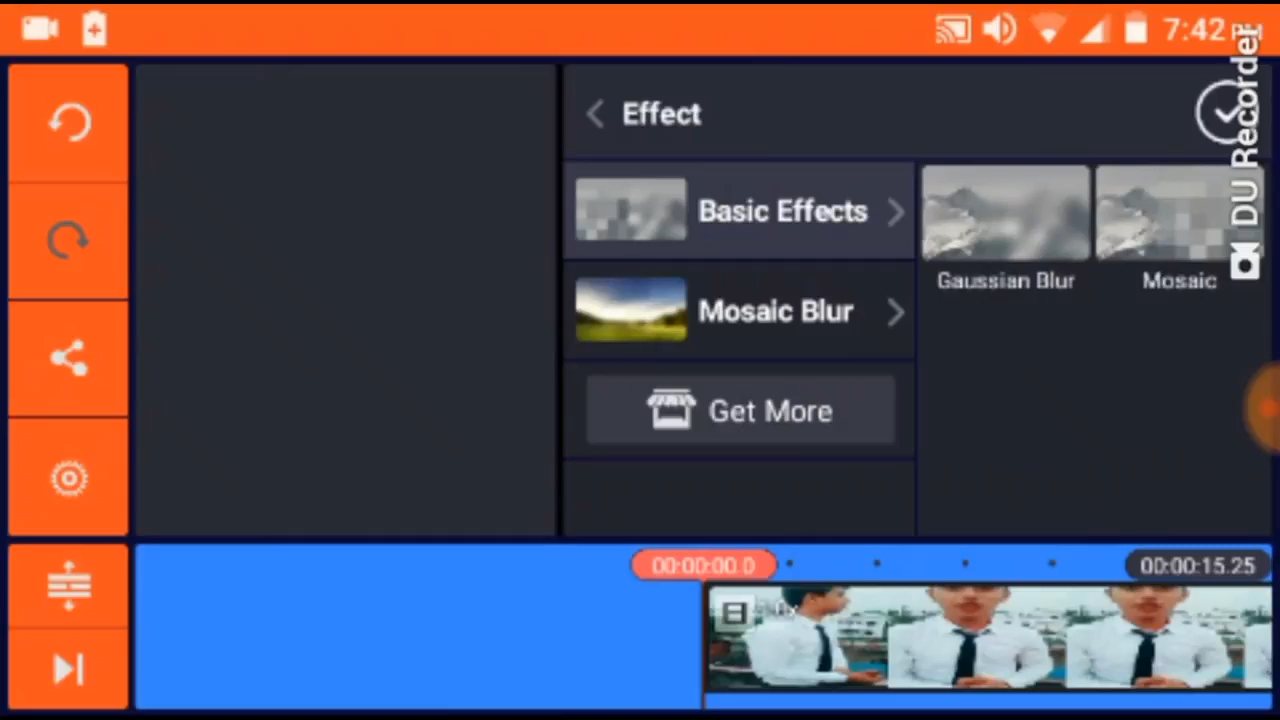 7:42 PM
DU Recorder
Effect
Basic Effects
Mosaic Blur
Get More
Gaussian Blur
Mosaic
00:00:00.0
00:00:15.25